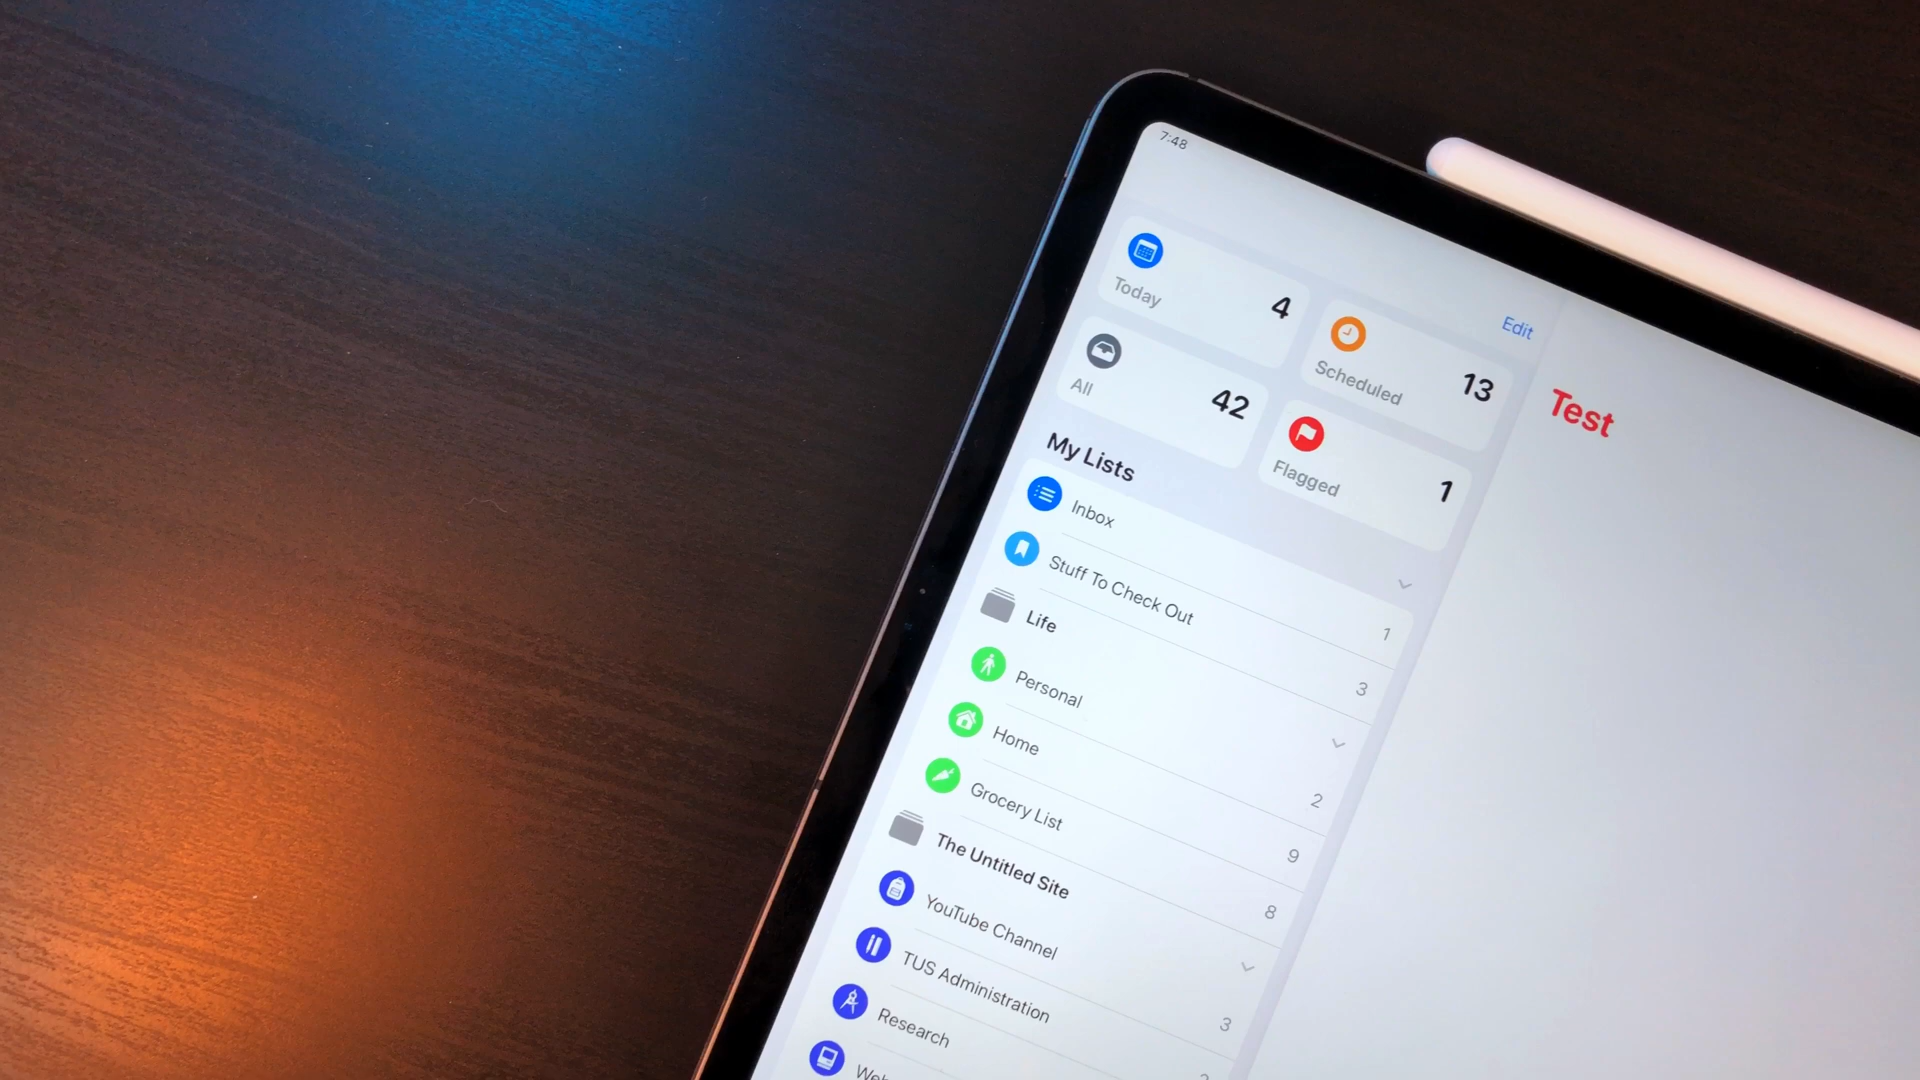 7:48
Edit
Today 4
Scheduled 13
All 42
Flagged 1
My Lists
Inbox 1
Stuff To Check Out 3
Life
Personal 2
Home 9
Grocery List 8
The Untitled Site
YouTube Channel 3
TUS Administration
Research
Test